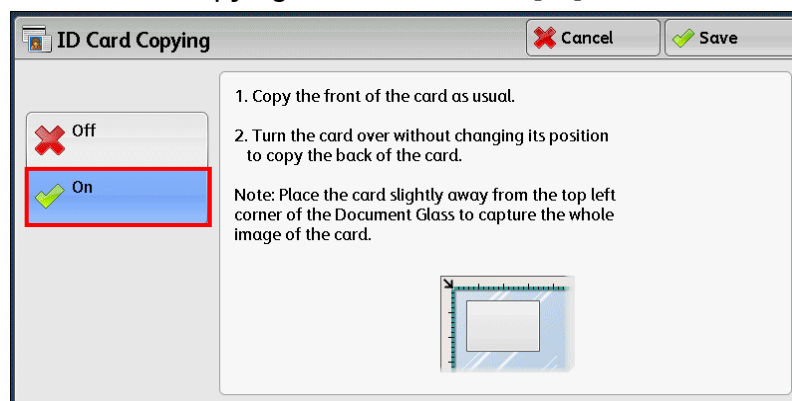 ID Card Copying
Cancel
Save
Off
On
1. Copy the front of the card as usual.
2. Turn the card over without changing its position
to copy the back of the card.
Note: Place the card slightly away from the top left
corner of the Document Glass to capture the whole
image of the card.